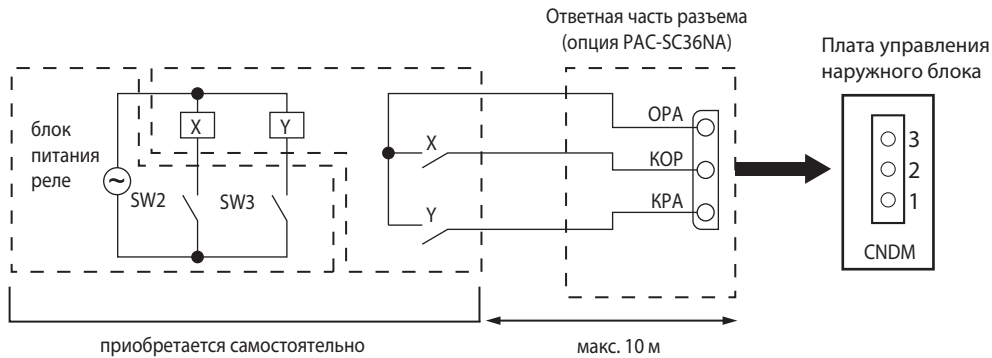 Ответная часть разъема
(опция PAC-SC36NA)
Плата управления
наружного блока
блок
питания
реле
X
Y
SW2
SW3
X
Y
ОРА
КОР
КРА
3
2
1
CNDM
приобретается самостоятельно
макс. 10 м